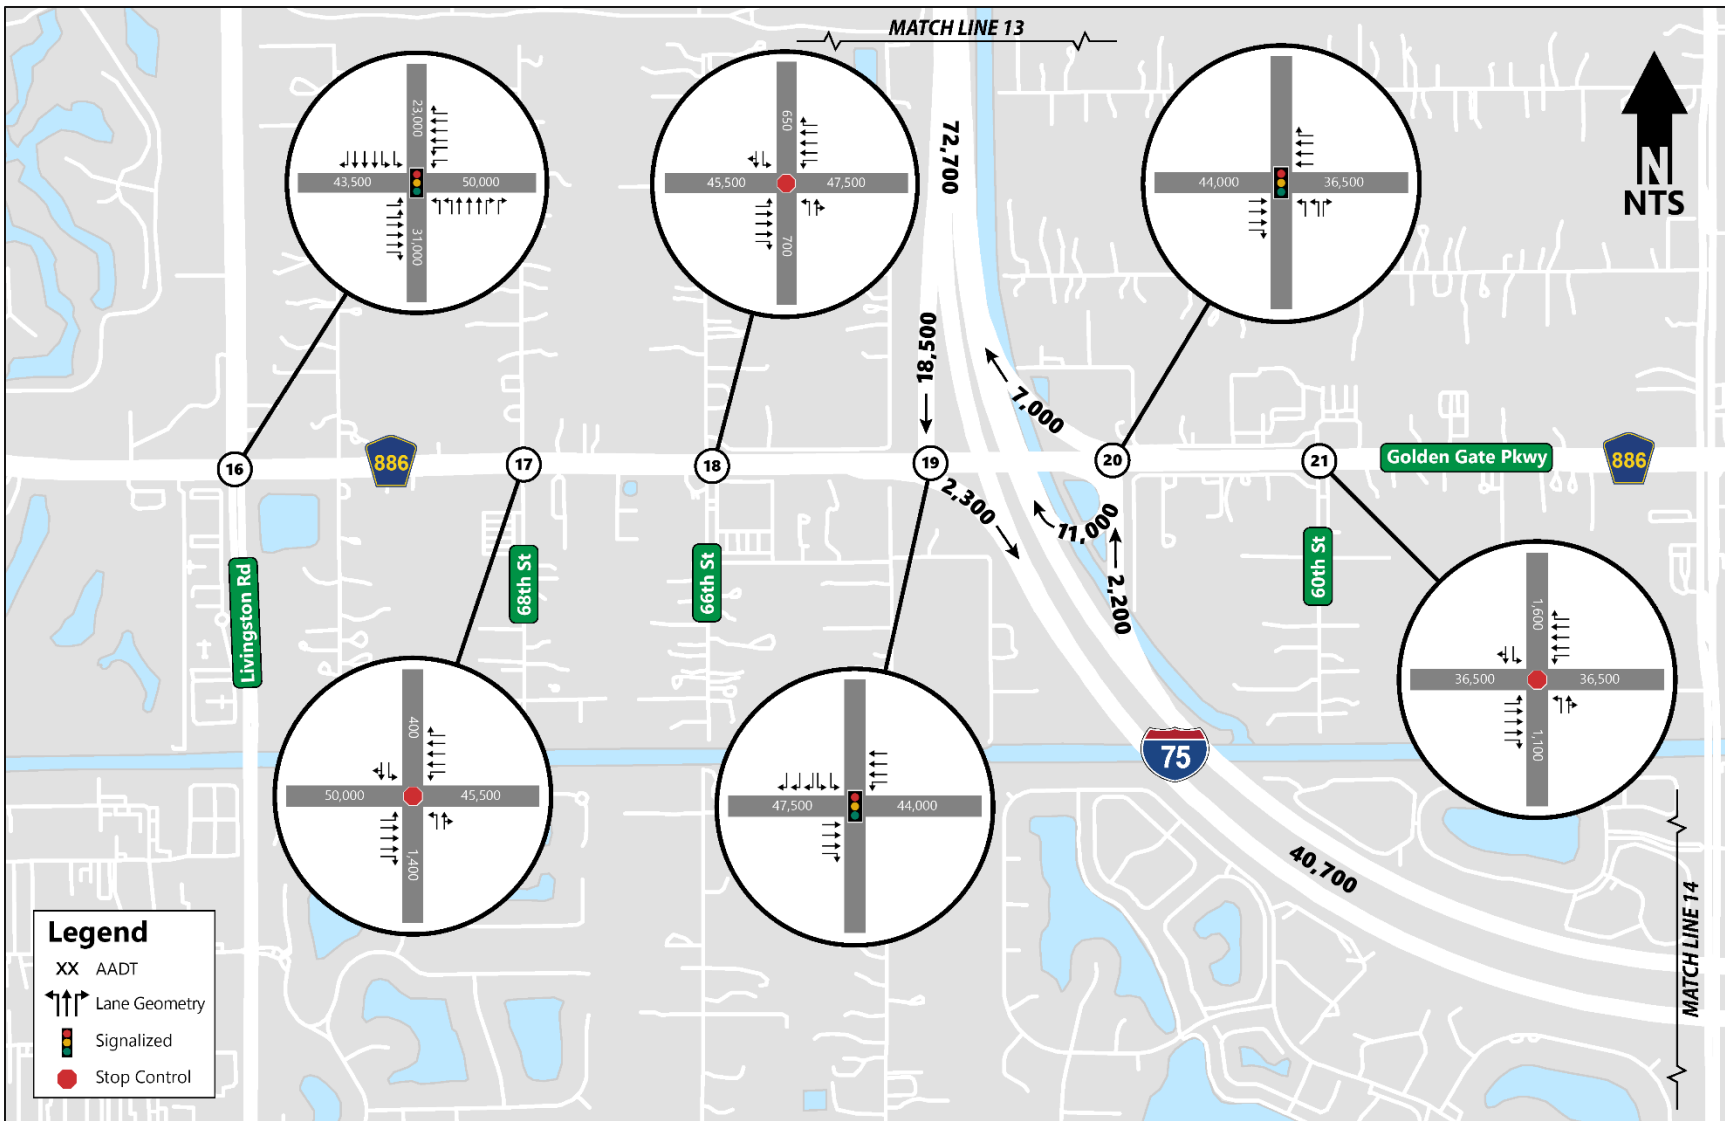 MATCH LINE 13
23,000
43,500
50,000
31,000
650
45,500
47,500
700
72,700
44,000
36,500
N
NTS
18,500
7,000
16
886
17
18
19
20
21
Golden Gate Pkwy
886
2,300
11,000
2,200
Livingston Rd
68th St
66th St
60th St
1,600
36,500
36,500
1,100
400
50,000
45,500
1,400
47,500
44,000
75
40,700
MATCH LINE 14
Legend
XX AADT
Lane Geometry
Signalized
Stop Control